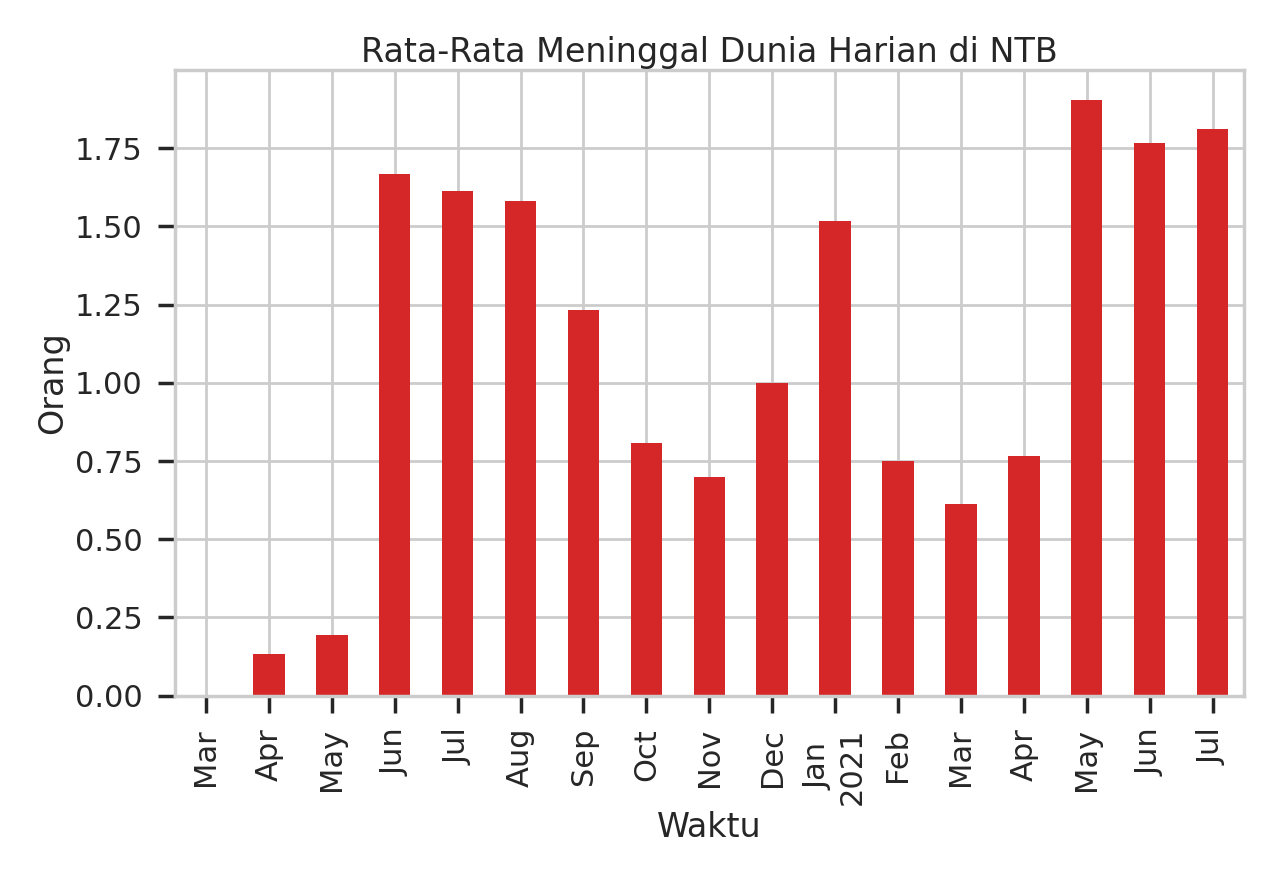 Rata-Rata Meninggal Dunia Harian di NTB
Orang
1.75
1.50
1.25
1.00
0.75
0.50
0.25
0.00
Mar
Apr
May
Jun
Jul
Aug
Sep
Oct
Nov
Dec
Jan
2021
Feb
Mar
Apr
May
Jun
Jul
Waktu